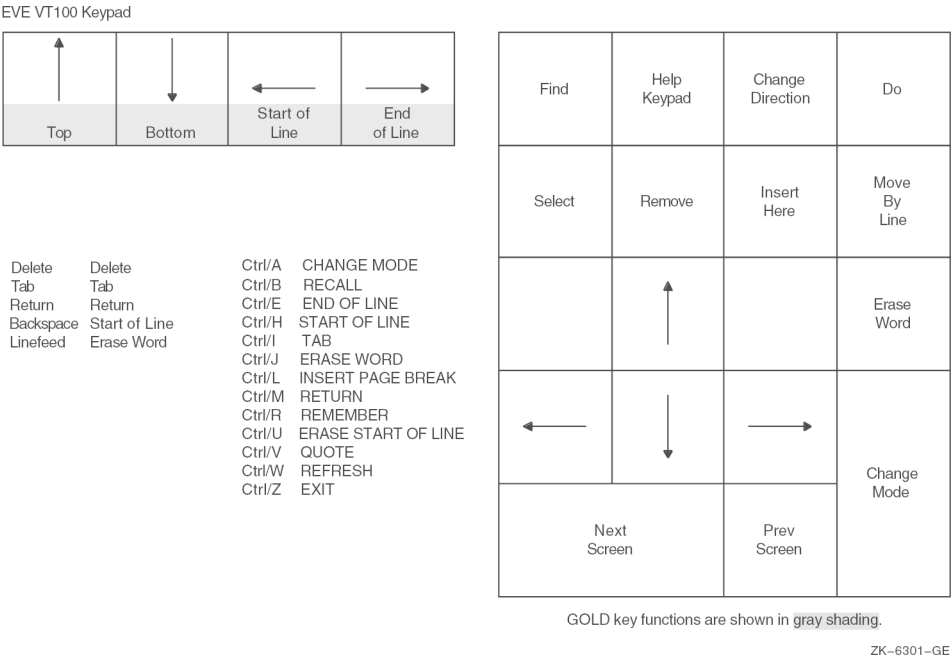 EVE VT100 Keypad
Top
Bottom
Start of
Line
End
of Line
Find
Help
Keypad
Change
Direction
Do
Select
Remove
Insert
Here
Move
By
Line
Erase
Word
Change
Mode
Next
Screen
Prev
Screen
Delete Delete
Tab Tab
Return Return
Backspace Start of Line
Linefeed Erase Word
Ctrl/A CHANGE MODE
Ctrl/B RECALL
Ctrl/E END OF LINE
Ctrl/H START OF LINE
Ctrl/I TAB
Ctrl/J ERASE WORD
Ctrl/L INSERT PAGE BREAK
Ctrl/M RETURN
Ctrl/R REMEMBER
Ctrl/U ERASE START OF LINE
Ctrl/V QUOTE
Ctrl/W REFRESH
Ctrl/Z EXIT
GOLD key functions are shown in gray shading.
ZK−6301−GE